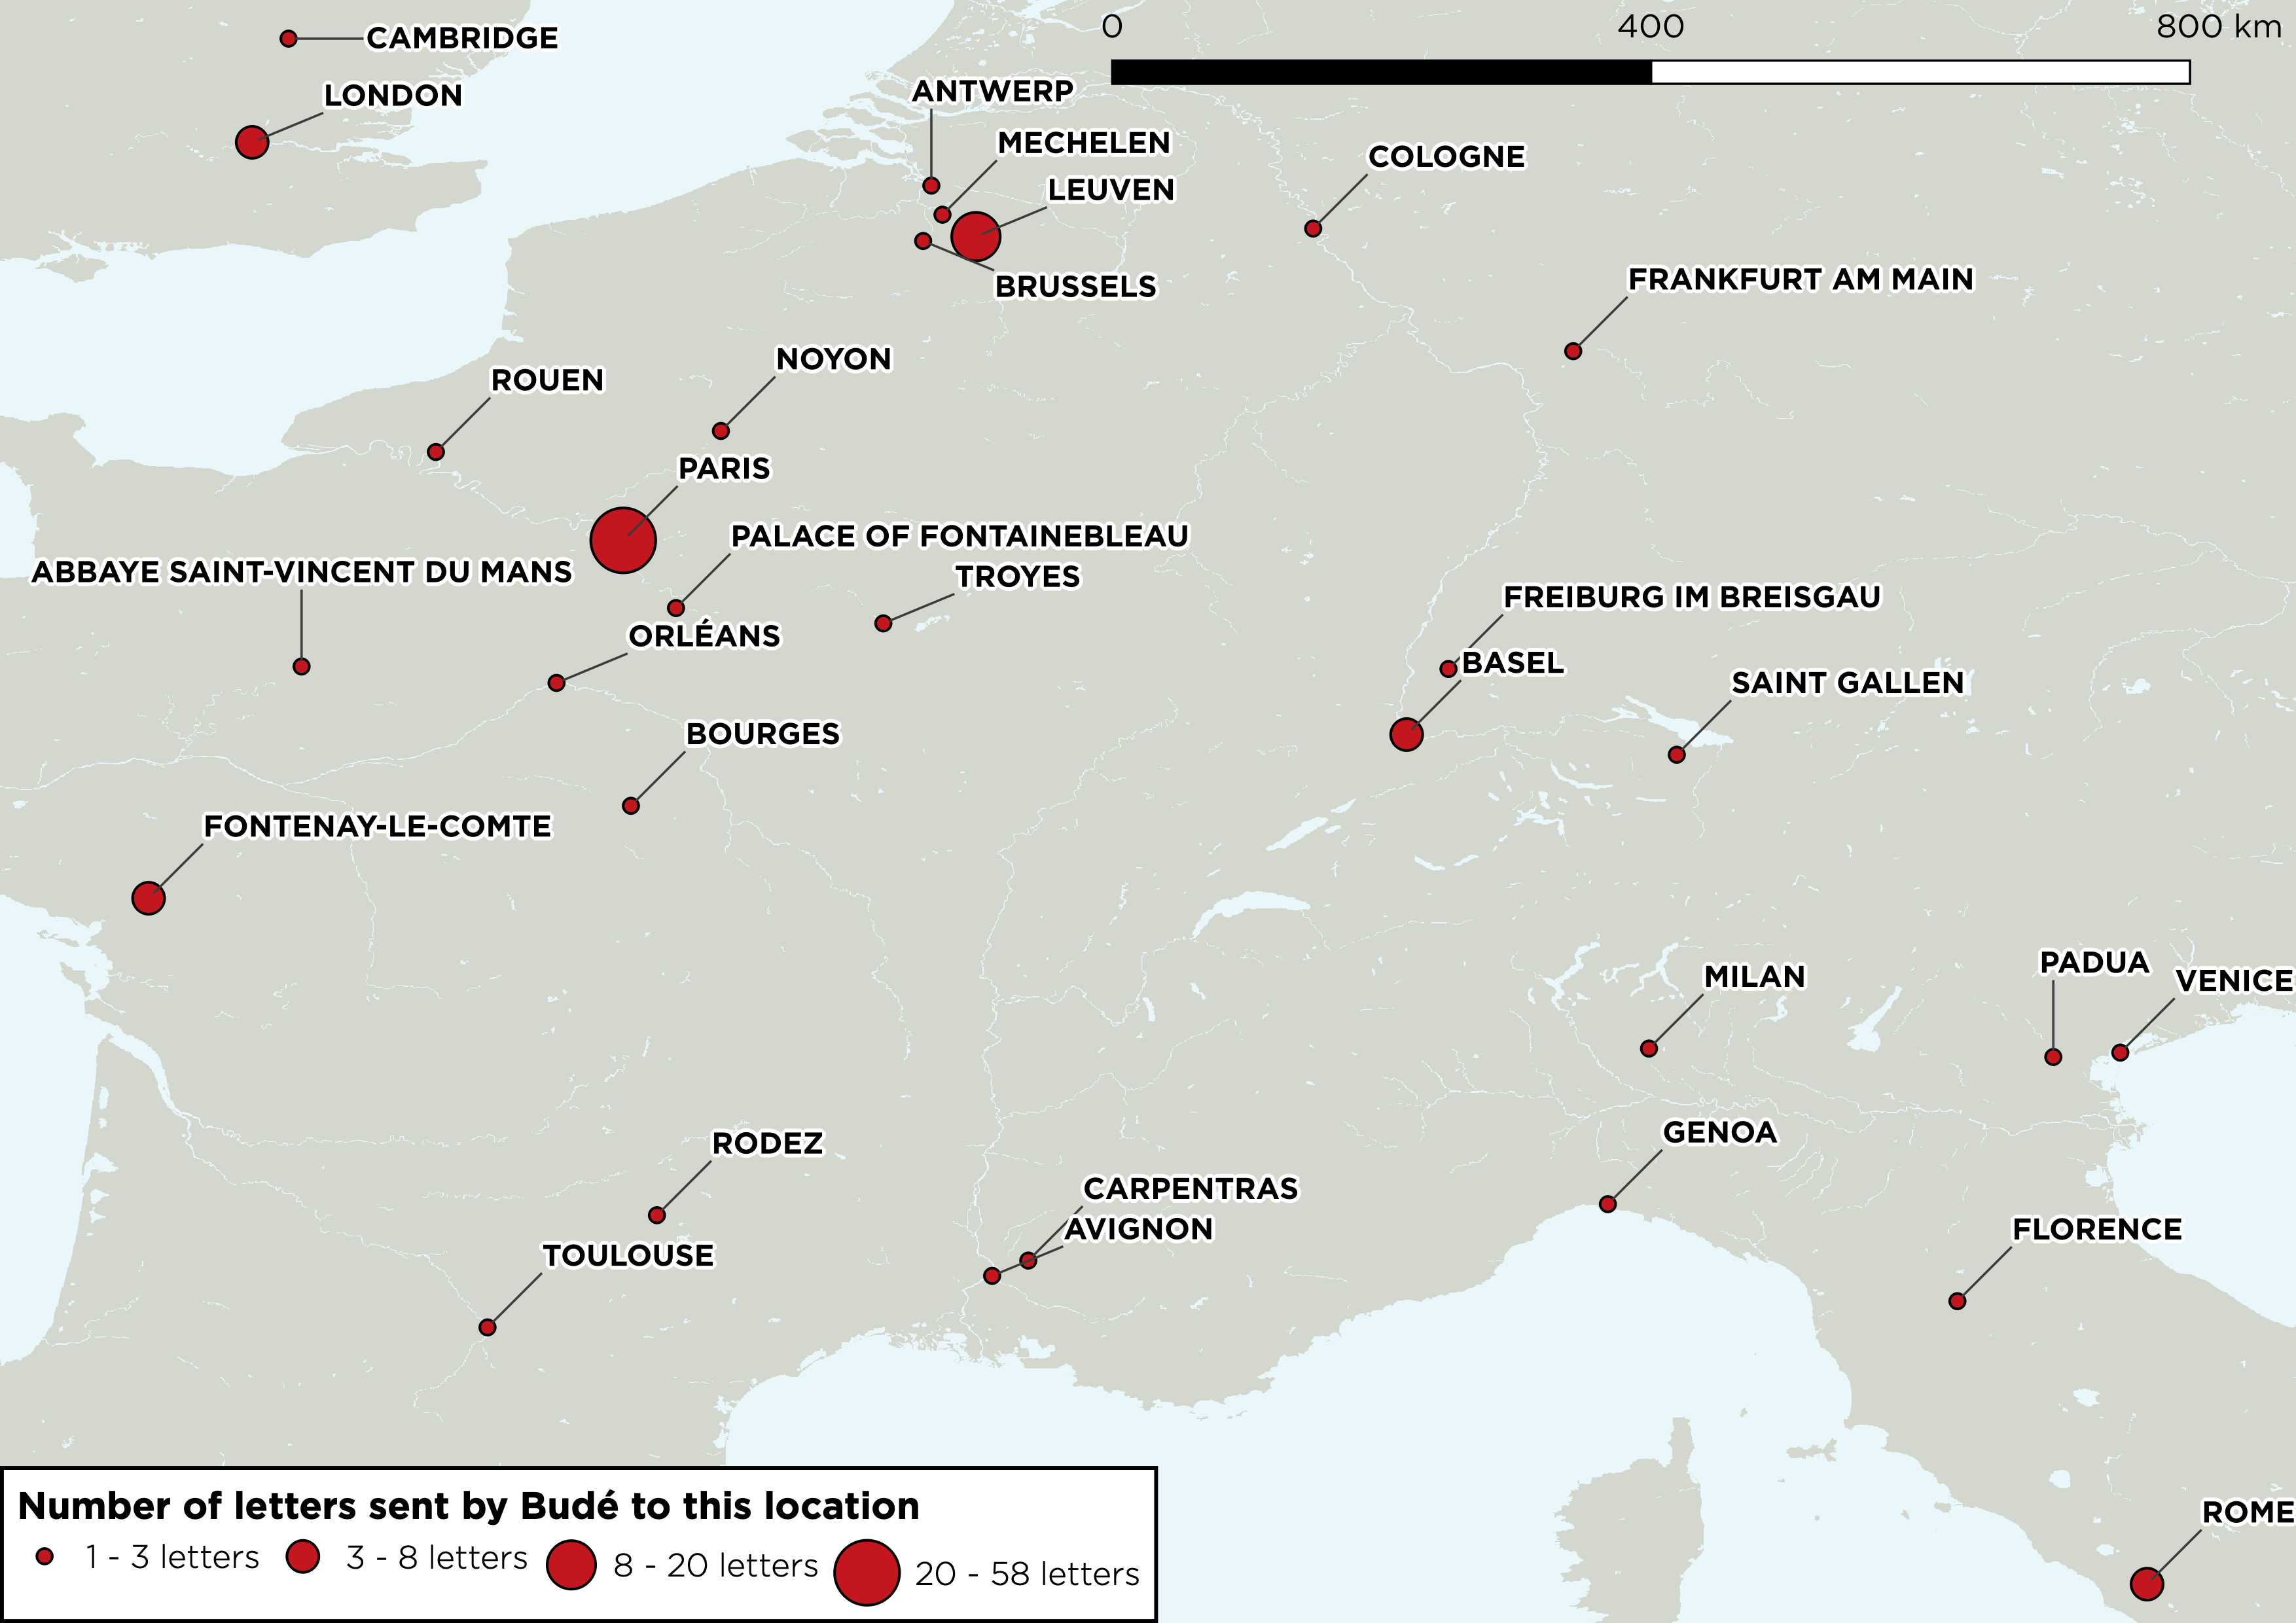 0 400 800 km
CAMBRIDGE
LONDON
ANTWERP
MECHELEN
COLOGNE
LEUVEN
FRANKFURT AM MAIN
BRUSSELS
NOYON
ROUEN
PARIS
PALACE OF FONTAINEBLEAU
ABBAYE SAINT-VINCENT DU MANS
TROYES
FREIBURG IM BREISGAU
ORLÉANS
BASEL
SAINT GALLEN
BOURGES
FONTENAY-LE-COMTE
PADUA
MILAN
VENICE
GENOA
RODEZ
CARPENTRAS
AVIGNON
FLORENCE
TOULOUSE
Number of letters sent by Budé to this location
1 - 3 letters 3 - 8 letters 8 - 20 letters 20 - 58 letters
ROME